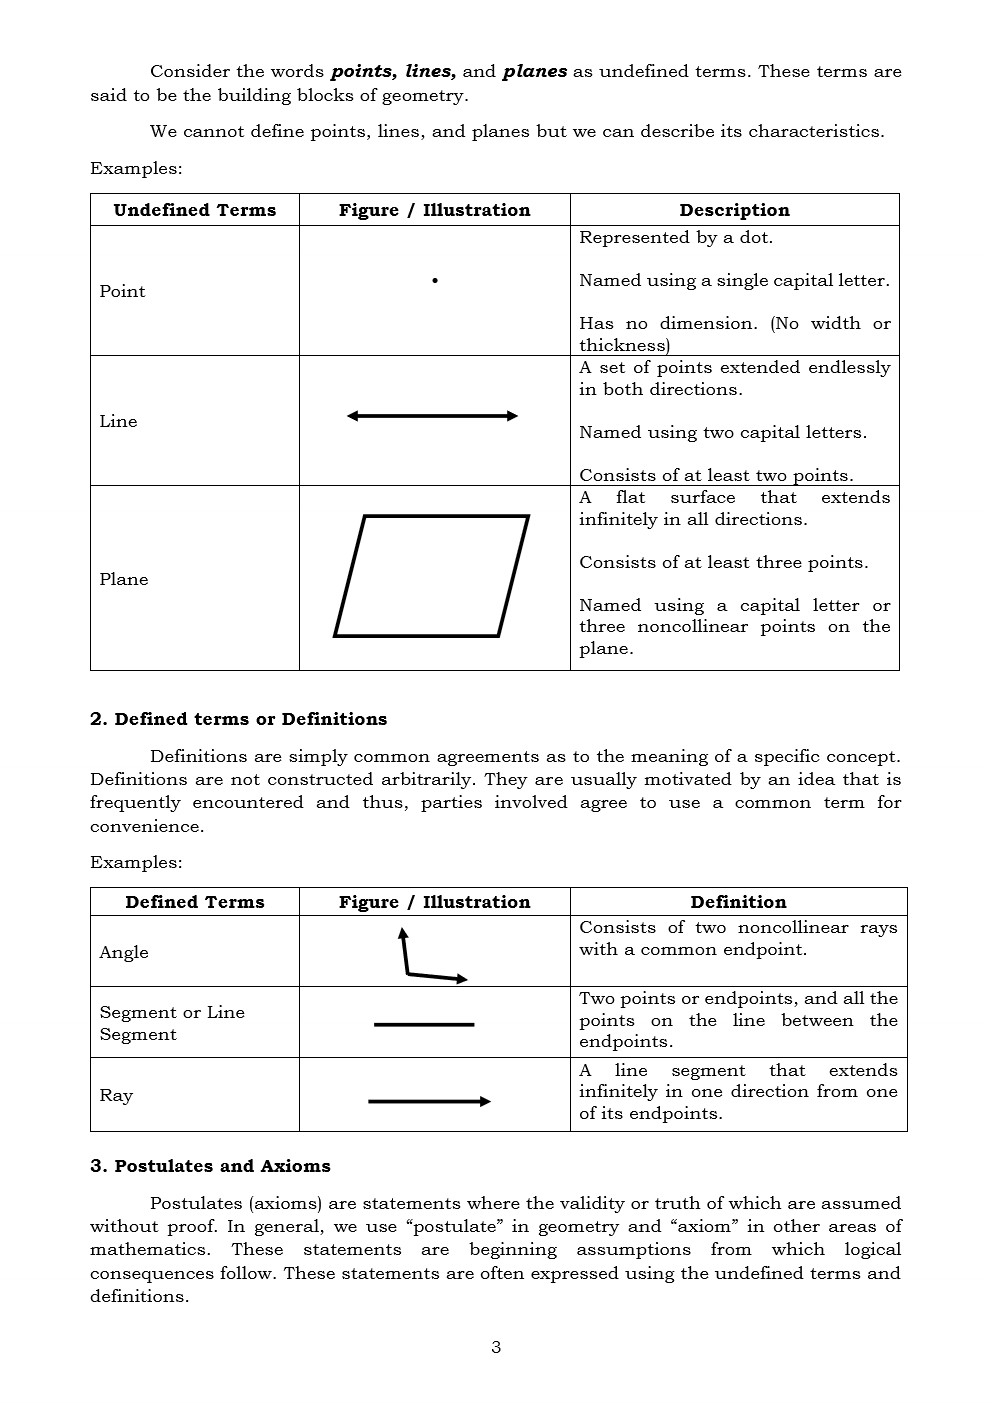 Consider the words points, lines, and planes as undefined terms. These terms are
said to be the building blocks of geometry.
We cannot define points, lines, and planes but we can describe its characteristics.
Examples:
Undefined Terms
Figure / Illustration
Description
Point
Represented by a dot.
Named using a single capital letter.
Has no dimension. (No width or
thickness)
Line
A set of points extended endlessly
in both directions.
Named using two capital letters.
Consists of at least two points.
Plane
A flat surface that extends
infinitely in all directions.
Consists of at least three points.
Named using a capital letter or
three noncollinear points on the
plane.
2. Defined terms or Definitions
Definitions are simply common agreements as to the meaning of a specific concept.
Definitions are not constructed arbitrarily. They are usually motivated by an idea that is
frequently encountered and thus, parties involved agree to use a common term for
convenience.
Examples:
Defined Terms
Figure / Illustration
Definition
Angle
Consists of two noncollinear rays
with a common endpoint.
Segment or Line
Segment
Two points or endpoints, and all the
points on the line between the
endpoints.
Ray
A line segment that extends
infinitely in one direction from one
of its endpoints.
3. Postulates and Axioms
Postulates (axioms) are statements where the validity or truth of which are assumed
without proof. In general, we use “postulate” in geometry and “axiom” in other areas of
mathematics. These statements are beginning assumptions from which logical
consequences follow. These statements are often expressed using the undefined terms and
definitions.
3